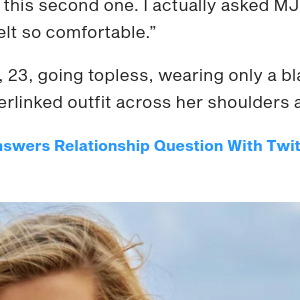 this second one. I actually asked MJ
elt so comfortable.”
, 23, going topless, wearing only a bla
erlinked outfit across her shoulders a
nswers Relationship Question With Twit